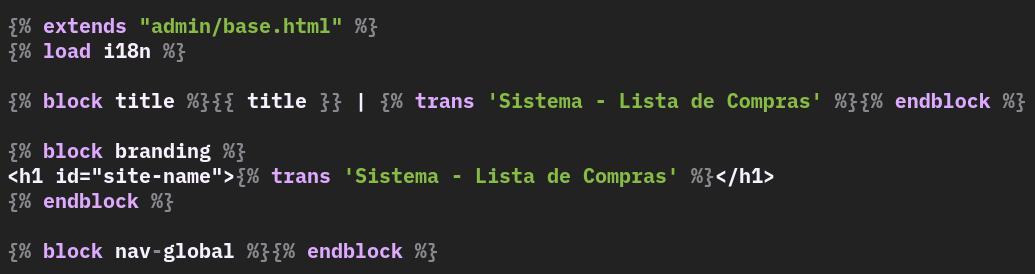 {% extends "admin/base.html" %}
{% load i18n %}
{% block title %}{{ title }} | {% trans 'Sistema - Lista de Compras' %}{% endblock %}
{% block branding %}
<h1 id="site-name">{% trans 'Sistema - Lista de Compras' %}</h1>
{% endblock %}
{% block nav-global %}{% endblock %}